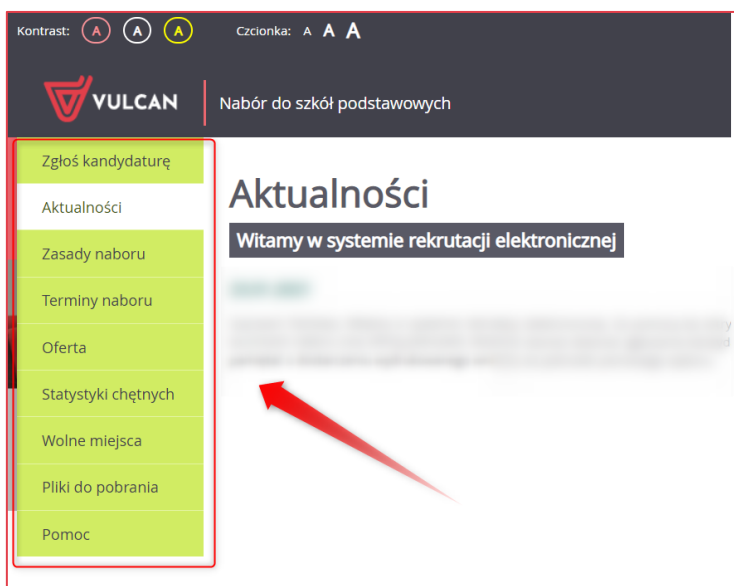 Kontrast: A A A Czcionka: A A A
VULCAN Nabór do szkół podstawowych
Zgłoś kandydaturę
Aktualności
Zasady naboru
Terminy naboru
Oferta
Statystyki chętnych
Wolne miejsca
Pliki do pobrania
Pomoc
Aktualności
Witamy w systemie rekrutacji elektronicznej